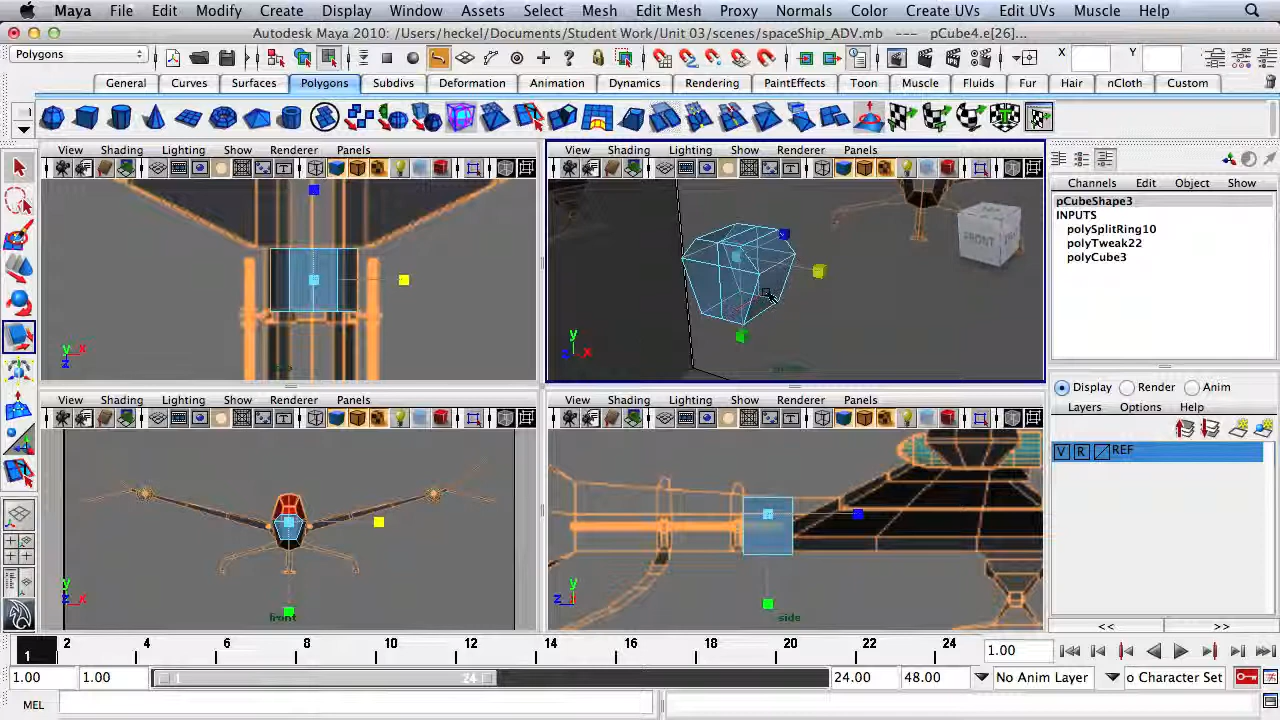 Maya File Edit Modify Create Display Window Assets Select Mesh Edit Mesh Proxy Normals Color Create UVs Edit UVs Muscle Help
Autodesk Maya 2010: /Users/heckel/Documents/Student Work/Unit 03/scenes/spaceShip_ADV.mb --- pCube4.e[26]...
Polygons X Y
General Curves Surfaces Polygons Subdivs Deformation Animation Dynamics Rendering PaintEffects Toon Muscle Fluids Fur Hair nCloth Custom
View Shading Lighting Show Renderer Panels
View Shading Lighting Show Renderer Panels
Channels Edit Object Show
pCubeShape3
INPUTS
polySplitRing10
polyTweak22
polyCube3
FRONT
y x
z
y
z x
Display Render Anim
Layers Options Help
V R REF
View Shading Lighting Show Renderer Panels
View Shading Lighting Show Renderer Panels
y
z x
front
y
z
side
1 2 4 6 8 10 12 14 16 18 20 22 24
<< >>
1.00
1.00 1.00 1 24 24.00 48.00 No Anim Layer o Character Set
MEL